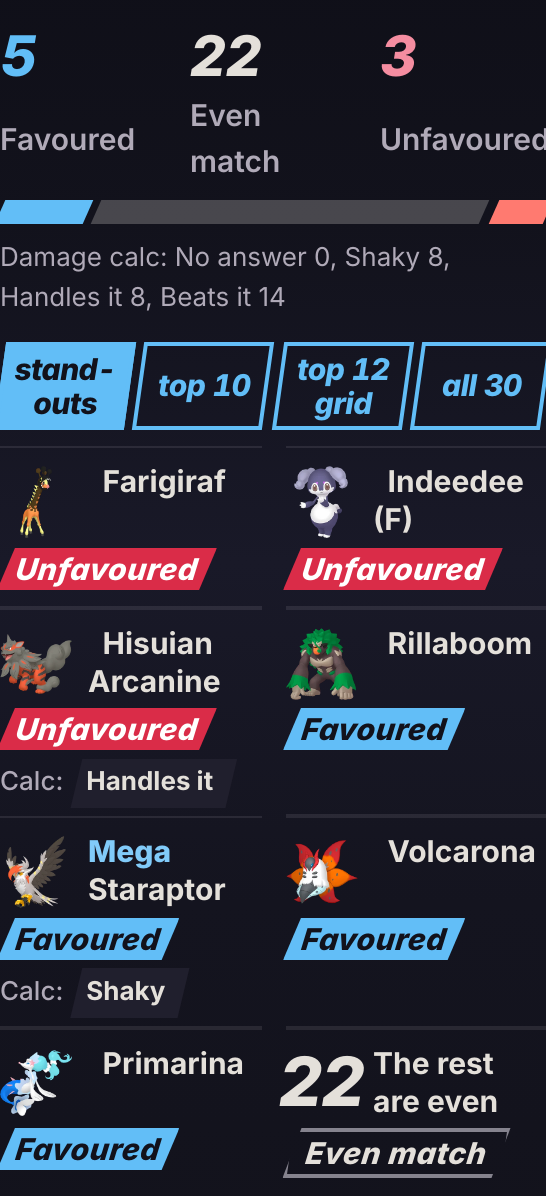 5
22
3
Favoured
Even
match
Unfavoured
Damage calc: No answer 0, Shaky 8,
Handles it 8, Beats it 14
stand-
outs
top 10
top 12
grid
all 30
Farigiraf
Unfavoured
Indeedee
(F)
Unfavoured
Hisuian
Arcanine
Unfavoured
Calc: Handles it
Rillaboom
Favoured
Mega
Staraptor
Favoured
Calc: Shaky
Volcarona
Favoured
Primarina
Favoured
22
The rest
are even
Even match